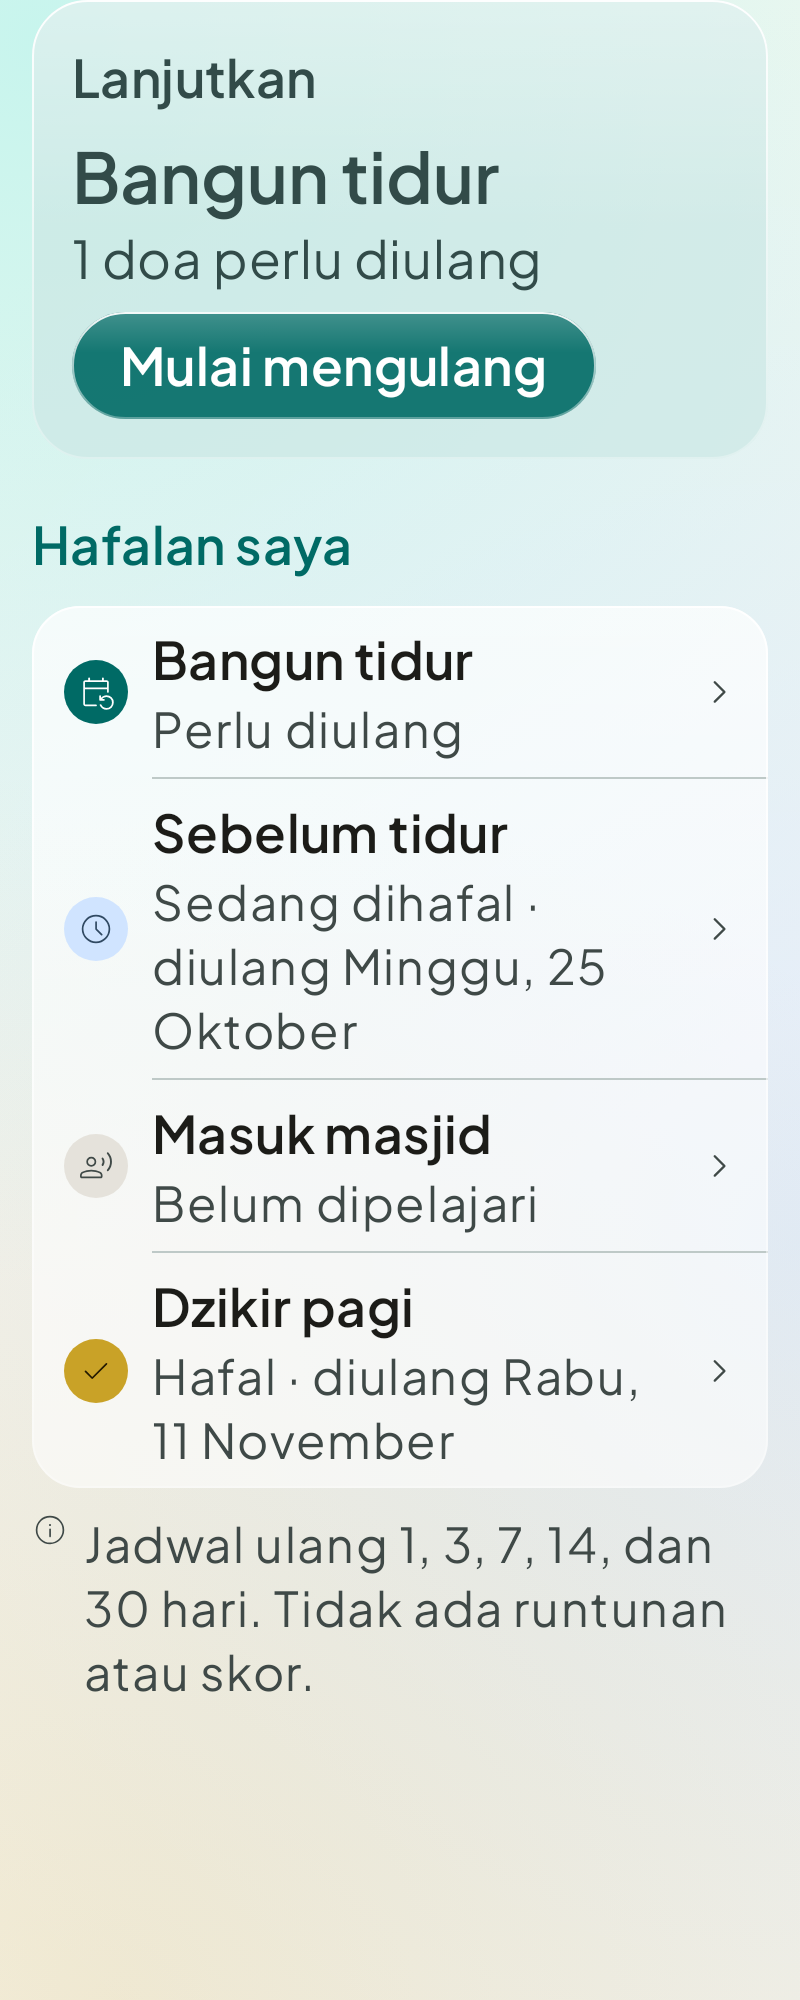 Lanjutkan
Bangun tidur
1 doa perlu diulang
Mulai mengulang
Hafalan saya
Bangun tidur
Perlu diulang
Sebelum tidur
Sedang dihafal ·
diulang Minggu, 25
Oktober
Masuk masjid
Belum dipelajari
Dzikir pagi
Hafal · diulang Rabu,
11 November
Jadwal ulang 1, 3, 7, 14, dan
30 hari. Tidak ada runtunan
atau skor.